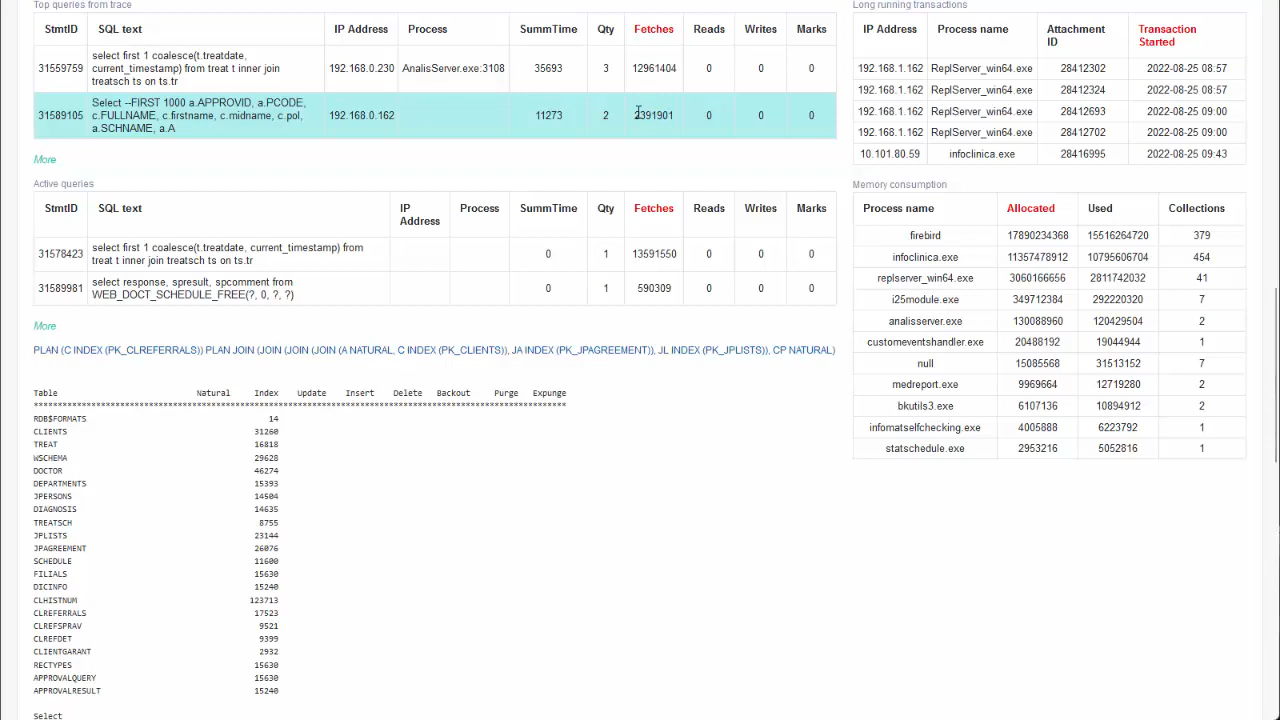 Top queries from trace
StmtID SQL text IP Address Process SummTime Qty Fetches Reads Writes Marks
31559759 select first 1 coalesce(t.treatdate, current_timestamp) from treat t inner join treatsch ts on ts.tr 192.168.0.230 AnalisServer.exe:3108 35693 3 12961404 0 0 0
31589105 Select --FIRST 1000 a.APPROVID, a.PCODE, c.FULLNAME, c.firstname, c.midname, c.pol, a.SCHNAME, a.A 192.168.0.162 11273 2 2391901 0 0 0
More
Active queries
StmtID SQL text IP Address Process SummTime Qty Fetches Reads Writes Marks
31578423 select first 1 coalesce(t.treatdate, current_timestamp) from treat t inner join treatsch ts on ts.tr 0 1 13591550 0 0 0
31589981 select response, spresult, spcomment from WEB_DOCT_SCHEDULE_FREE(?, 0, ?, ?) 0 1 590309 0 0 0
More
PLAN (C INDEX (PK_CLREFERRALS)) PLAN JOIN (JOIN (JOIN (JOIN (A NATURAL, C INDEX (PK_CLIENTS)), JA INDEX (PK_JPAGREEMENT)), JL INDEX (PK_JPLISTS)), CP NATURAL)
Table Natural Index Update Insert Delete Backout Purge Expunge
***************************************************************************************************************
RDB$FORMATS 14
CLIENTS 31260
TREAT 16818
WSCHEMA 29628
DOCTOR 46274
DEPARTMENTS 15393
JPERSONS 14504
DIAGNOSIS 14635
TREATSCH 8755
JPLISTS 23144
JPAGREEMENT 26076
SCHEDULE 11600
FILIALS 15630
DICINFO 15240
CLHISTNUM 123713
CLREFERRALS 17523
CLREFSPRAV 9521
CLREFDET 9399
CLIENTGARANT 2932
RECTYPES 15630
APPROVALQUERY 15630
APPROVALRESULT 15240
Select
Long running transactions
IP Address Process name Attachment ID Transaction Started
192.168.1.162 ReplServer_win64.exe 28412302 2022-08-25 08:57
192.168.1.162 ReplServer_win64.exe 28412324 2022-08-25 08:57
192.168.1.162 ReplServer_win64.exe 28412693 2022-08-25 09:00
192.168.1.162 ReplServer_win64.exe 28412702 2022-08-25 09:00
10.101.80.59 infoclinica.exe 28416995 2022-08-25 09:43
Memory consumption
Process name Allocated Used Collections
firebird 17890234368 15516264720 379
infoclinica.exe 11357478912 10795606704 454
replserver_win64.exe 3060166656 2811742032 41
i25module.exe 349712384 292220320 7
analisserver.exe 130088960 120429504 2
customeventshandler.exe 20488192 19044944 1
null 15085568 31513152 7
medreport.exe 9969664 12719280 2
bkutils3.exe 6107136 10894912 2
infomatselfchecking.exe 4005888 6223792 1
statschedule.exe 2953216 5052816 1